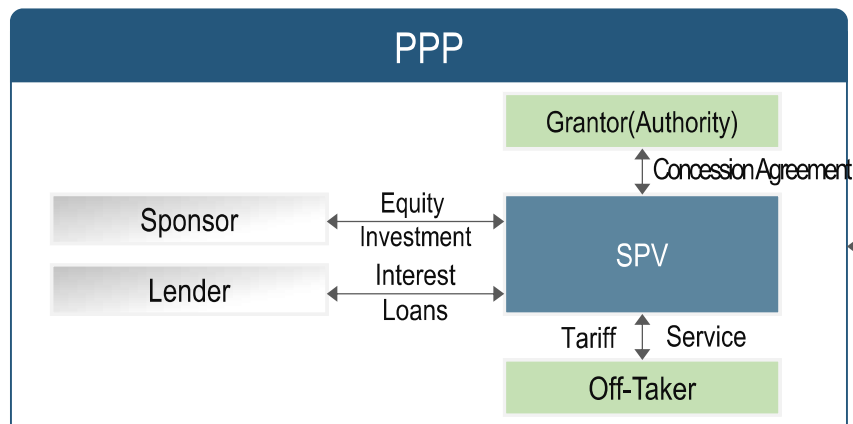 PPP
Grantor(Authority)
Concession Agreement
Sponsor
Equity
Investment
SPV
Lender
Interest
Loans
Tariff
Service
Off-Taker